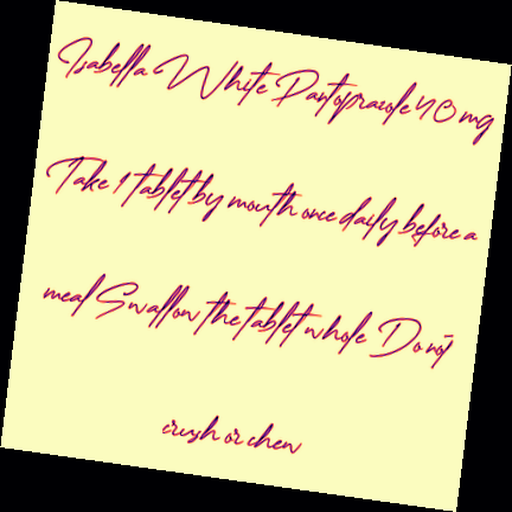 Isabella White Pantoprazole 40 mg
Take 1 tablet by mouth once daily before a
meal Swallow the tablet whole Do not
crush or chew